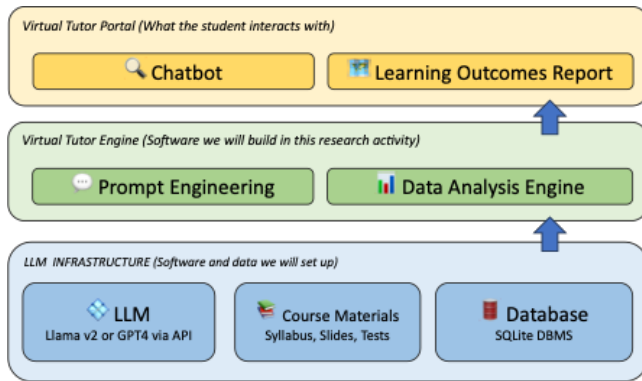 Virtual Tutor Portal (What the student interacts with)
Chatbot
Learning Outcomes Report
Virtual Tutor Engine (Software we will build in this research activity)
Prompt Engineering
Data Analysis Engine
LLM INFRASTRUCTURE (Software and data we will set up)
LLM
Llama v2 or GPT4 via API
Course Materials
Syllabus, Slides, Tests
Database
SQLite DBMS